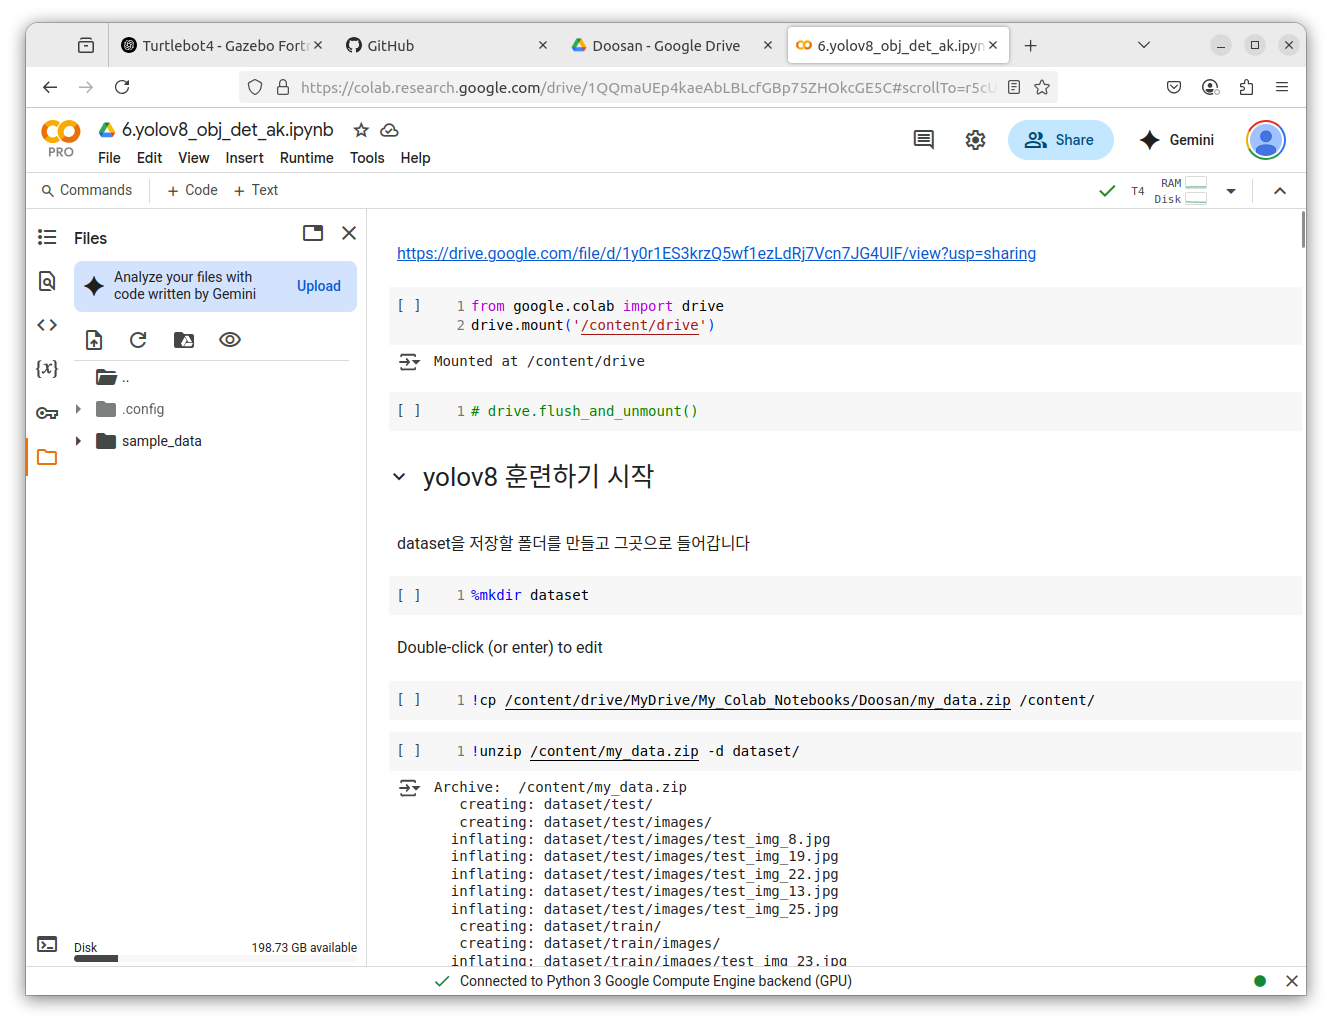 Turtlebot4 - Gazebo Fort
GitHub
Doosan - Google Drive
6.yolov8_obj_det_ak.ipyn
https://colab.research.google.com/drive/1QQmaUEp4kaeAbLBLcfGBp75ZHOkcGE5C#scrollTo=r5cU
PRO
6.yolov8_obj_det_ak.ipynb
File Edit View Insert Runtime Tools Help
Share
Gemini
Commands + Code + Text
T4
RAM
Disk
Files
Analyze your files with
code written by Gemini
Upload
{x}
..
.config
sample_data
Disk 198.73 GB available
https://drive.google.com/file/d/1y0r1ES3krzQ5wf1ezLdRj7Vcn7JG4UlF/view?usp=sharing
[ ] 1 from google.colab import drive
2 drive.mount('/content/drive')
Mounted at /content/drive
[ ] 1 # drive.flush_and_unmount()
yolov8 훈련하기 시작
dataset을 저장할 폴더를 만들고 그곳으로 들어갑니다
[ ] 1 %mkdir dataset
Double-click (or enter) to edit
[ ] 1 !cp /content/drive/MyDrive/My_Colab_Notebooks/Doosan/my_data.zip /content/
[ ] 1 !unzip /content/my_data.zip -d dataset/
Archive:  /content/my_data.zip
creating: dataset/test/
creating: dataset/test/images/
inflating: dataset/test/images/test_img_8.jpg
inflating: dataset/test/images/test_img_19.jpg
inflating: dataset/test/images/test_img_22.jpg
inflating: dataset/test/images/test_img_13.jpg
inflating: dataset/test/images/test_img_25.jpg
creating: dataset/train/
creating: dataset/train/images/
inflating: dataset/train/images/test_img_23.jpg
Connected to Python 3 Google Compute Engine backend (GPU)